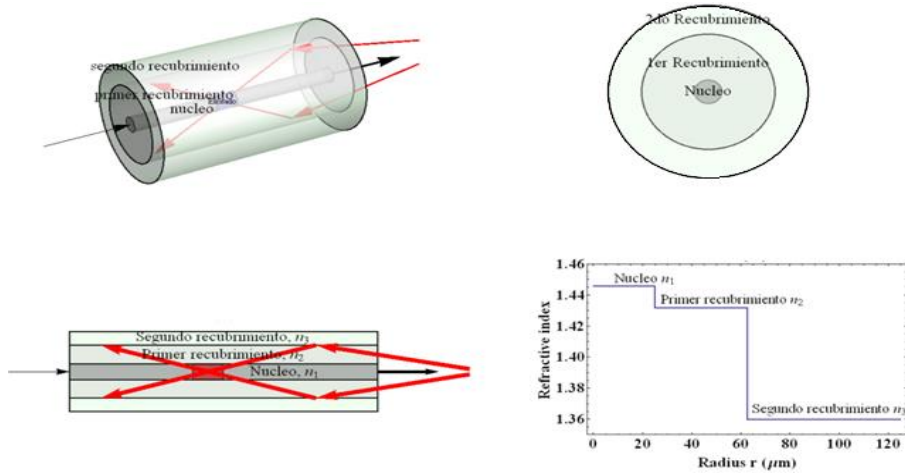 segundo recubrimiento
primer recubrimiento
nucleo
2do Recubrimiento
1er Recubrimiento
Nucleo
Segundo recubrimiento, n3
Primer recubrimiento, n2
Nucleo, n1
1.46
1.44
1.42
1.40
1.38
1.36
Refractive index
Nucleo n1
Primer recubrimiento n2
Segundo recubrimiento n3
0 20 40 60 80 100 120
Radius r (μm)